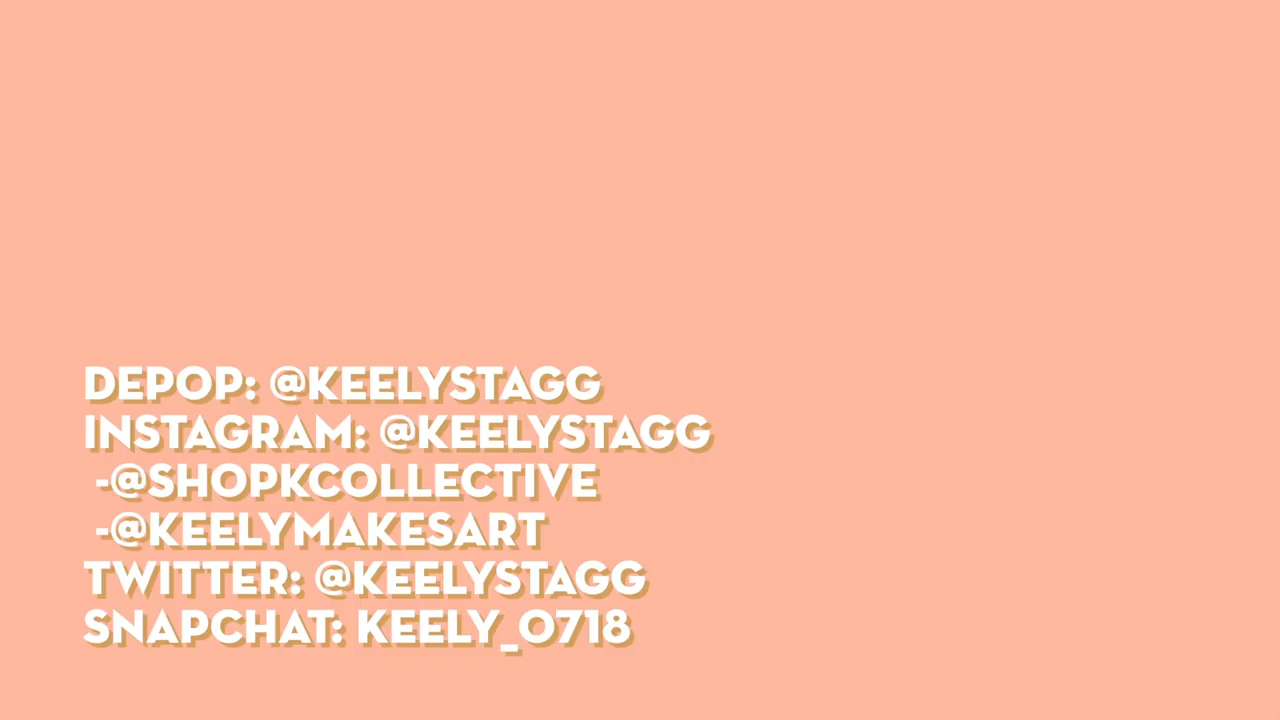 DEPOP: @KEELYSTAGG
INSTAGRAM: @KEELYSTAGG
-@SHOPKCOLLECTIVE
-@KEELYMAKESART
TWITTER: @KEELYSTAGG
SNAPCHAT: KEELY_0718